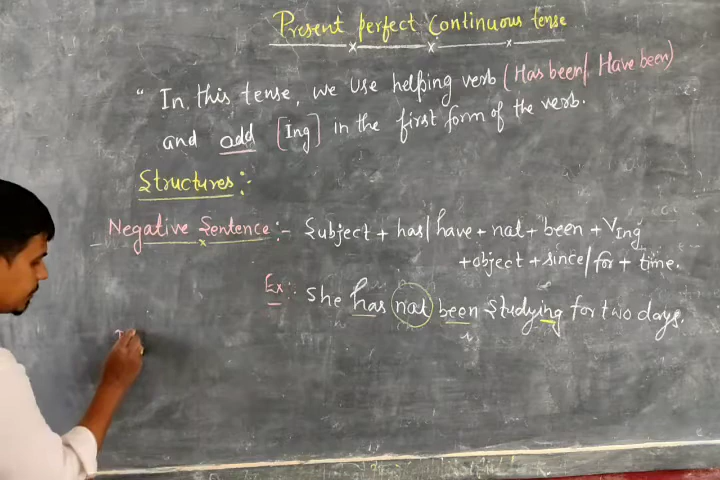 Present perfect Continuous tense
" In this tense, we use helping verb (Has been/ Have been)
and add [Ing] in the first form of the verb.
Structures:-
Negative Sentence:- Subject + has/have + not + been + VIng
+object + since/for + time.
Ex:- She has not been Studying for two days.